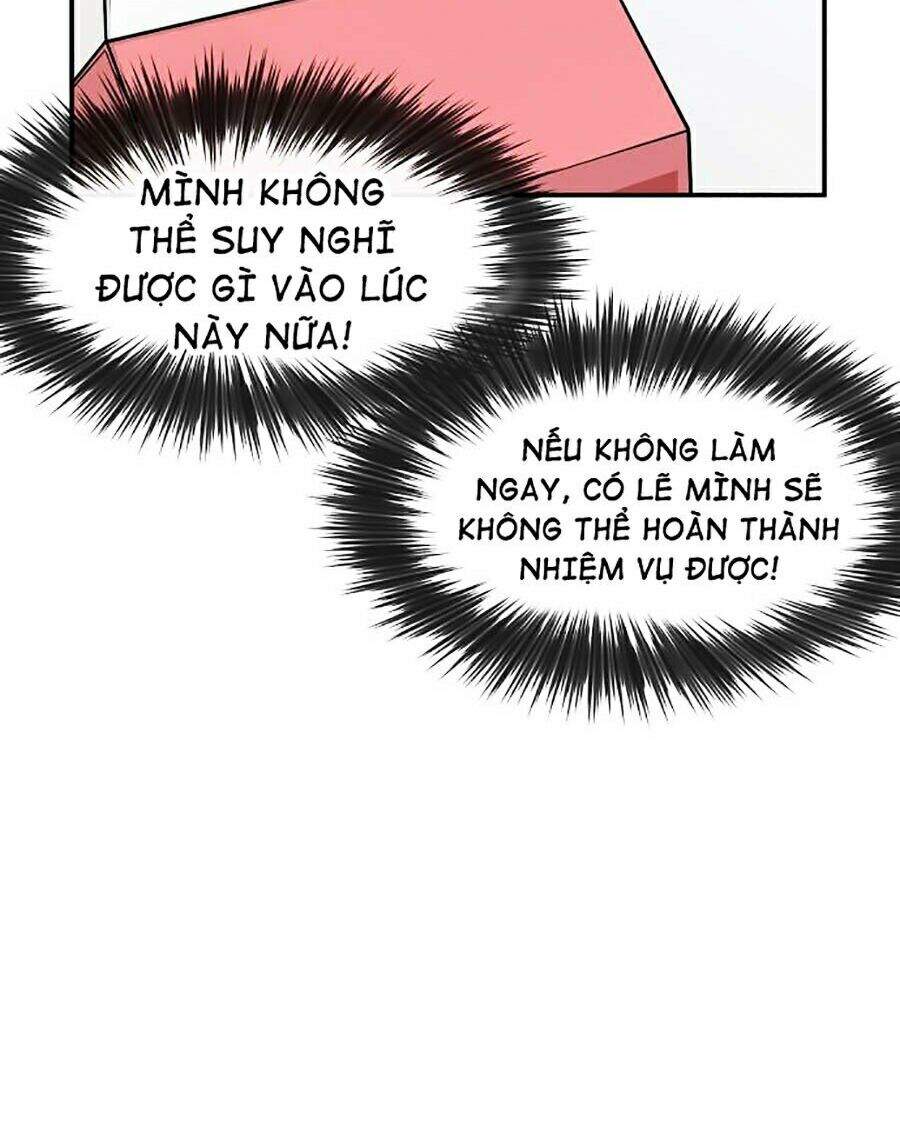 MÌNH KHÔNG
THỂ SUY NGHĨ
ĐƯỢC GÌ VÀO LÚC
NÀY NỮA!
NẾU KHÔNG LÀM
NGAY, CÓ LẼ MÌNH SẼ
KHÔNG THỂ HOÀN THÀNH
NHIỆM VỤ ĐƯỢC!